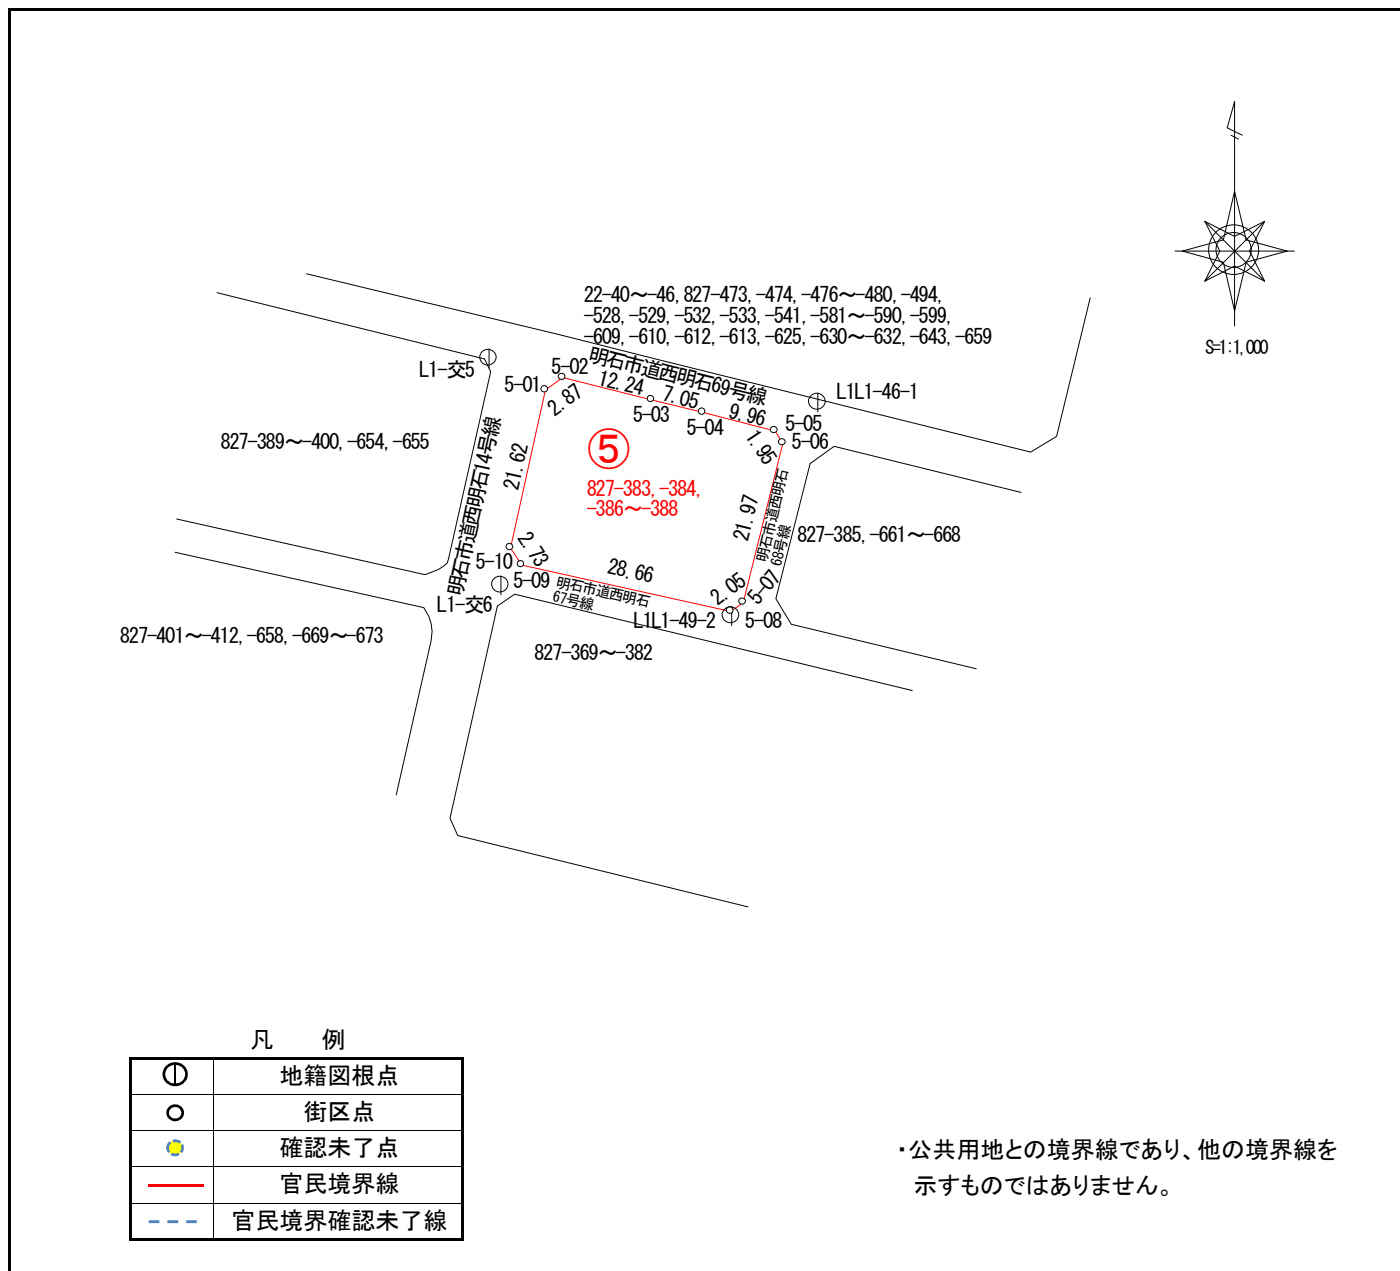 22-40～-46, 827-473, -474, -476～-480, -494,
-528, -529, -532, -533, -541, -581～-590, -599,
-609, -610, -612, -613, -625, -630～-632, -643, -659
S=1:1,000
明石市道西明石69号線
L1-交5
5-02
5-01
12.24
7.05
9.96
L1L1-46-1
2.87
5-03
5-04
5-05
5-06
1.95
827-389～-400, -654, -655
⑤
明石市道西明石14号線
21.62
827-383, -384,
-386～-388
21.97
明石市道西明石
68号線
827-385, -661～-668
2.73
5-10
5-09
28.66
明石市道西明石
67号線
2.05
5-07
L1-交6
L1L1-49-2
5-08
827-401～-412, -658, -669～-673
827-369～-382
凡 例
地籍図根点
街区点
確認未了点
官民境界線
官民境界確認未了線
・公共用地との境界線であり、他の境界線を
示すものではありません。